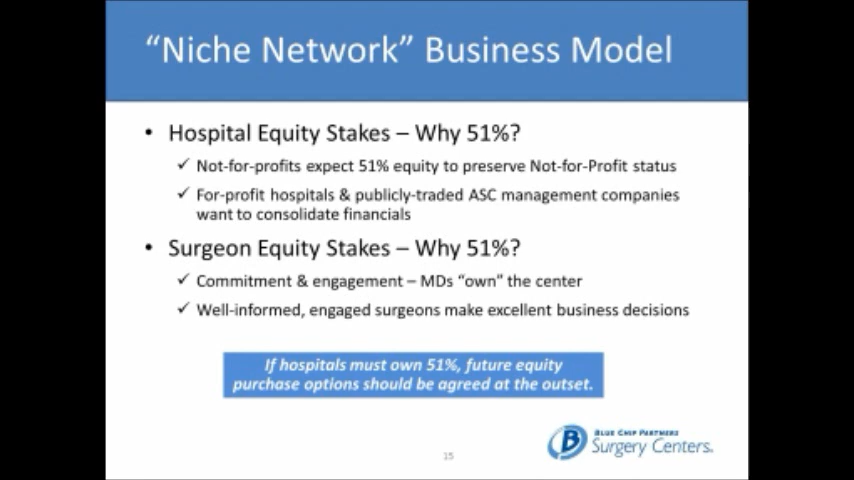 “Niche Network” Business Model
• Hospital Equity Stakes – Why 51%?
✓ Not-for-profits expect 51% equity to preserve Not-for-Profit status
✓ For-profit hospitals & publicly-traded ASC management companies
want to consolidate financials
• Surgeon Equity Stakes – Why 51%?
✓ Commitment & engagement – MDs “own” the center
✓ Well-informed, engaged surgeons make excellent business decisions
If hospitals must own 51%, future equity
purchase options should be agreed at the outset.
B
Blue Chip Partners
Surgery Centers
15